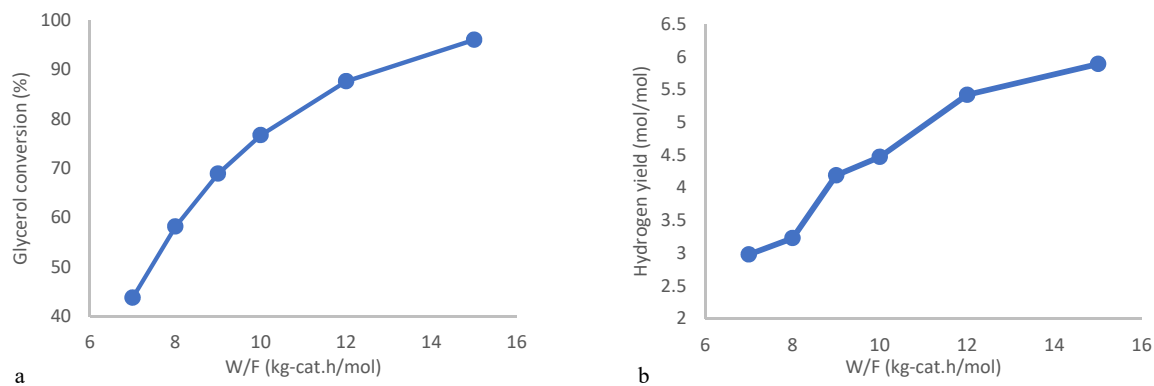 100
90
80
70
60
50
40
Glycerol conversion (%)
6 8 10 12 14 16
W/F (kg-cat.h/mol)
a
6.5
6
5.5
5
4.5
4
3.5
3
2.5
2
Hydrogen yield (mol/mol)
6 8 10 12 14 16
W/F (kg-cat.h/mol)
b